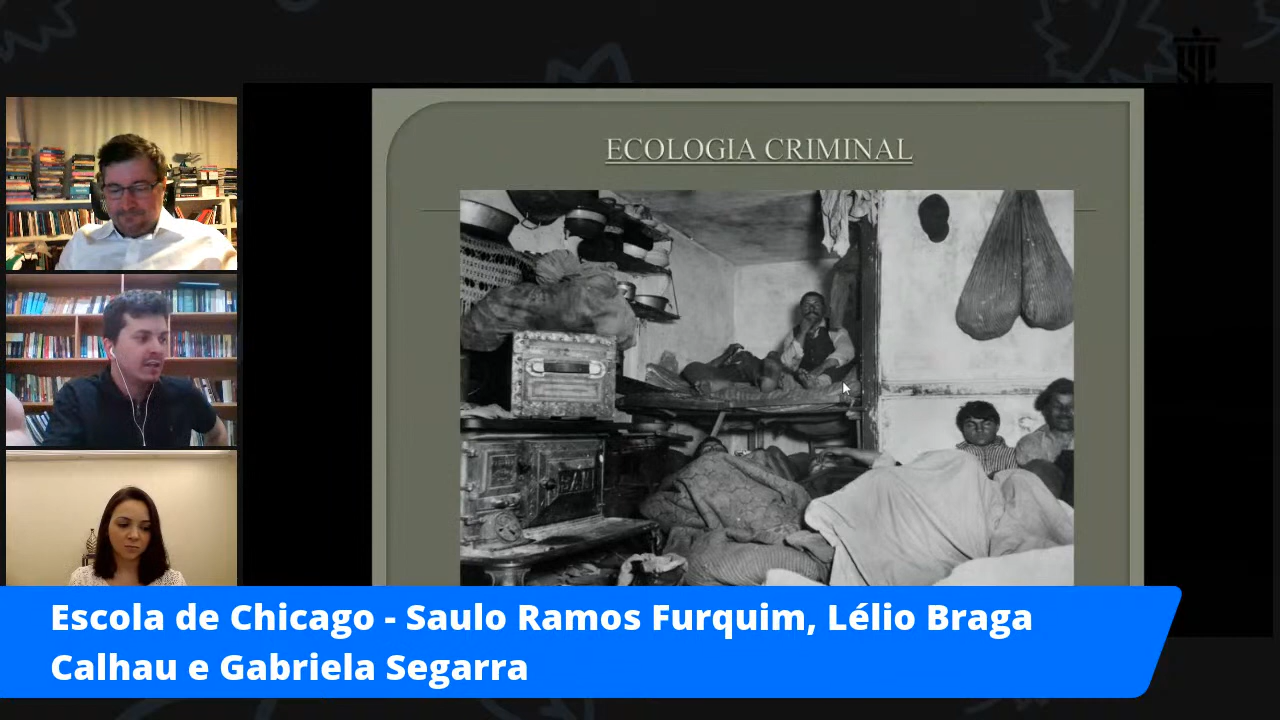 ECOLOGIA CRIMINAL
Escola de Chicago - Saulo Ramos Furquim, Lélio Braga
Calhau e Gabriela Segarra